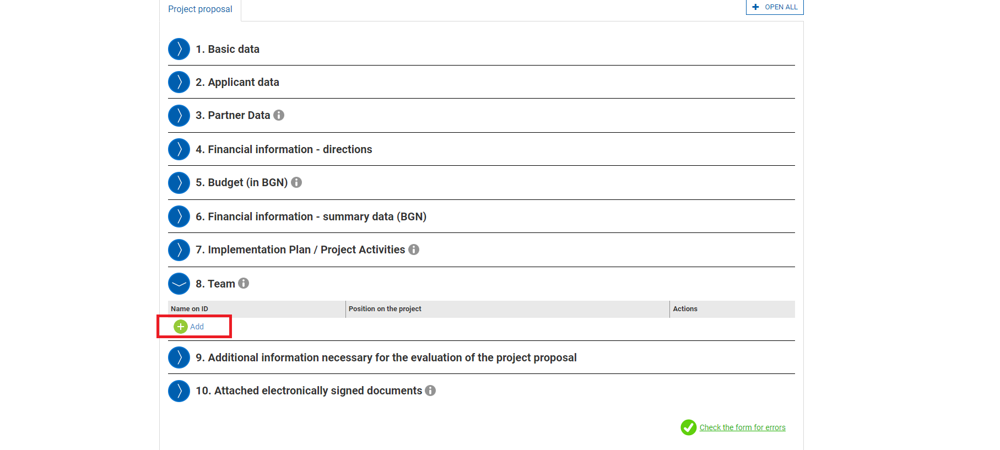 Project proposal
OPEN ALL
1. Basic data
2. Applicant data
3. Partner Data
4. Financial information - directions
5. Budget (in BGN)
6. Financial information - summary data (BGN)
7. Implementation Plan / Project Activities
8. Team
Name on ID Position on the project Actions
Add
9. Additional information necessary for the evaluation of the project proposal
10. Attached electronically signed documents
Check the form for errors